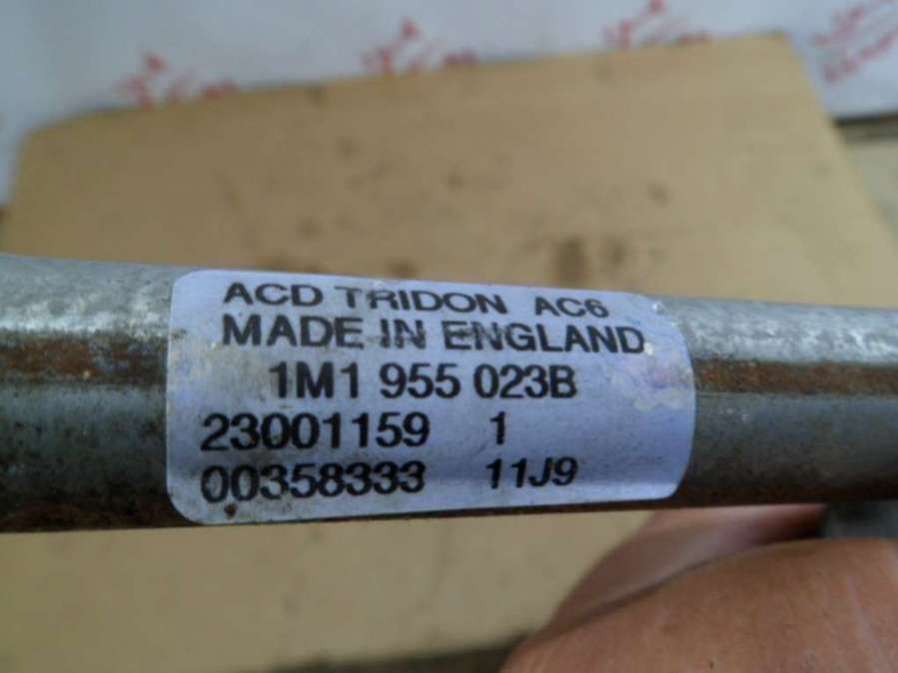 ACD TRIDON AC6
MADE IN ENGLAND
1M1 955 023B
23001159 1
00358333 11J9